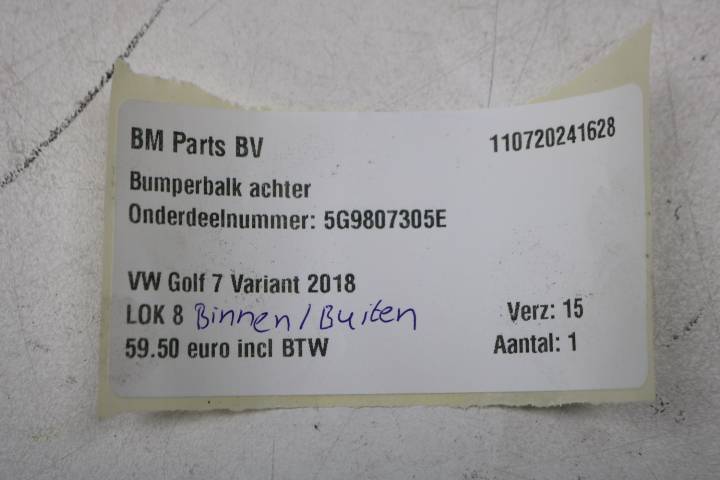 BM Parts BV
110720241628
Bumperbalk achter
Onderdeelnummer: 5G9807305E
VW Golf 7 Variant 2018
LOK 8 Binnen/Buiten
Verz: 15
59.50 euro incl BTW
Aantal: 1